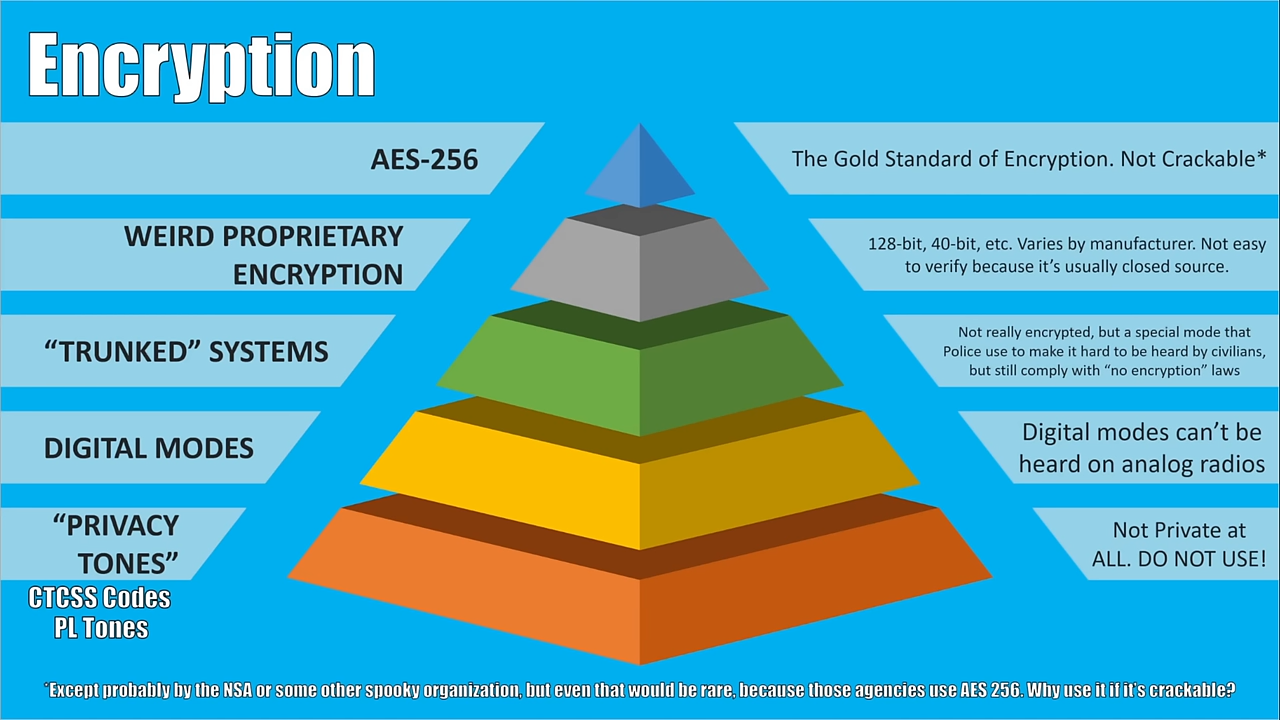 Encryption
AES-256
The Gold Standard of Encryption. Not Crackable*
WEIRD PROPRIETARY
ENCRYPTION
128-bit, 40-bit, etc. Varies by manufacturer. Not easy
to verify because it’s usually closed source.
“TRUNKED” SYSTEMS
Not really encrypted, but a special mode that
Police use to make it hard to be heard by civilians,
but still comply with “no encryption” laws
DIGITAL MODES
Digital modes can’t be
heard on analog radios
“PRIVACY
TONES”
Not Private at
ALL. DO NOT USE!
CTCSS Codes
PL Tones
*Except probably by the NSA or some other spooky organization, but even that would be rare, because those agencies use AES 256. Why use it if it's crackable?